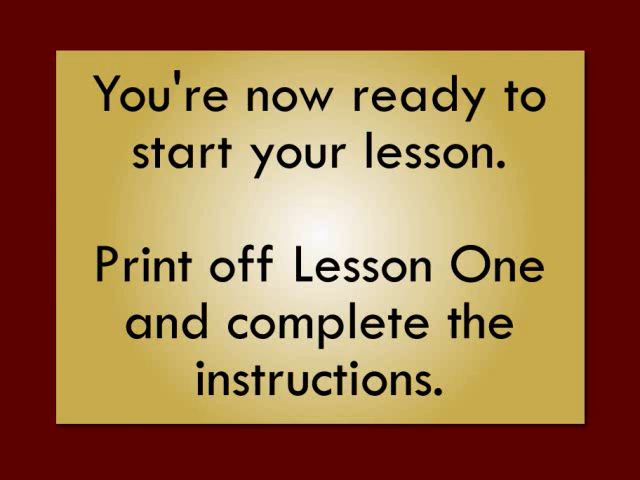 You're now ready to
start your lesson.
Print off Lesson One
and complete the
instructions.